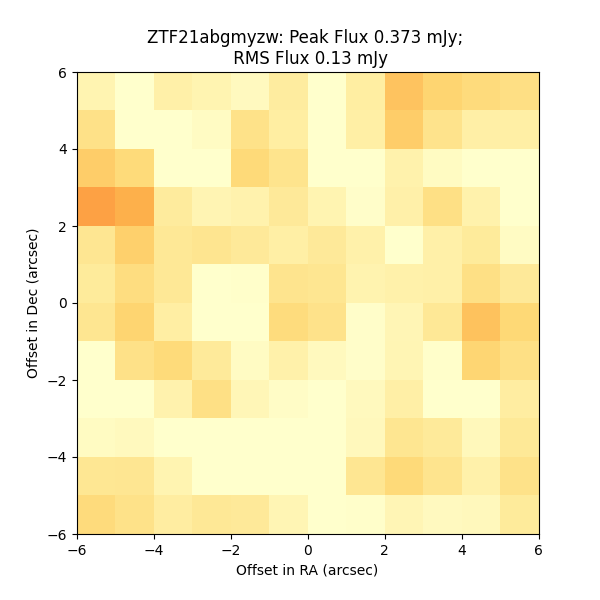 ZTF21abgmyzw: Peak Flux 0.373 mJy;
RMS Flux 0.13 mJy
6
4
2
0
−2
−4
−6
Offset in Dec (arcsec)
−6 −4 −2 0 2 4 6
Offset in RA (arcsec)